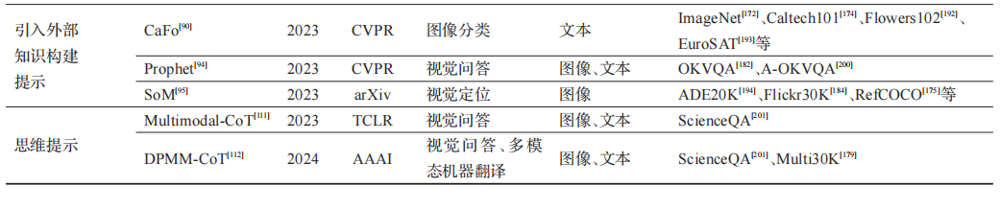 引入外部
知识构建
提示
CaFo[90] 2023 CVPR 图像分类 文本 ImageNet[172]、Caltech101[174]、Flowers102[192]、
EuroSAT[193]等
Prophet[94] 2023 CVPR 视觉问答 图像、文本 OKVQA[182]、A-OKVQA[200]
SoM[95] 2023 arXiv 视觉定位 图像 ADE20K[194]、Flickr30K[184]、RefCOCO[175]等
思维提示
Multimodal-CoT[111] 2023 TCLR 视觉问答 图像、文本 ScienceQA[201]
DPMM-CoT[112] 2024 AAAI 视觉问答、多模
态机器翻译 图像、文本 ScienceQA[201]、Multi30K[179]